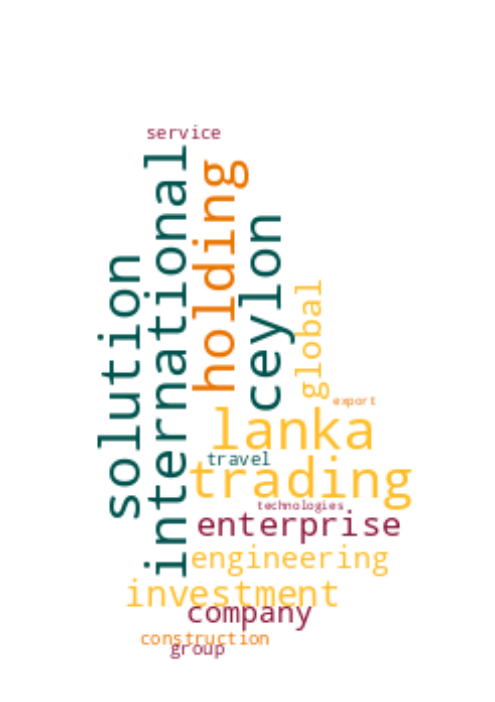 service
international
holding
ceylon
solution
global
export
lanka
travel
trading
technologies
enterprise
engineering
investment
company
construction
group